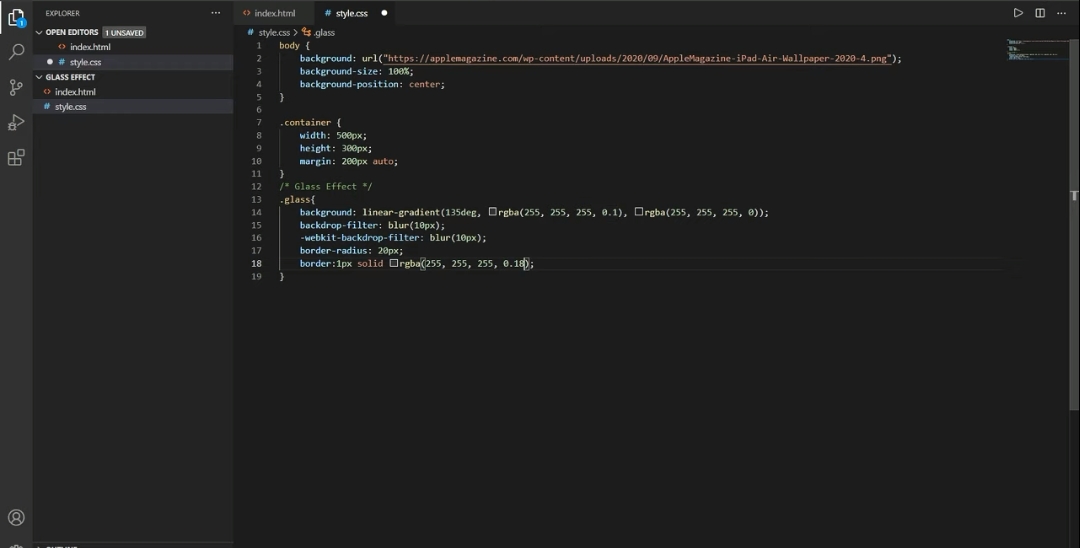 EXPLORER
OPEN EDITORS 1 UNSAVED
index.html
style.css
GLASS EFFECT
index.html
style.css
index.html
style.css
style.css > .glass
1 body {
2 background: url("https://applemagazine.com/wp-content/uploads/2020/09/AppleMagazine-iPad-Air-Wallpaper-2020-4.png");
3 background-size: 100%;
4 background-position: center;
5 }
6
7 .container {
8 width: 500px;
9 height: 300px;
10 margin: 200px auto;
11 }
12 /* Glass Effect */
13 .glass{
14 background: linear-gradient(135deg, rgba(255, 255, 255, 0.1), rgba(255, 255, 255, 0));
15 backdrop-filter: blur(10px);
16 -webkit-backdrop-filter: blur(10px);
17 border-radius: 20px;
18 border:1px solid rgba(255, 255, 255, 0.18);
19 }